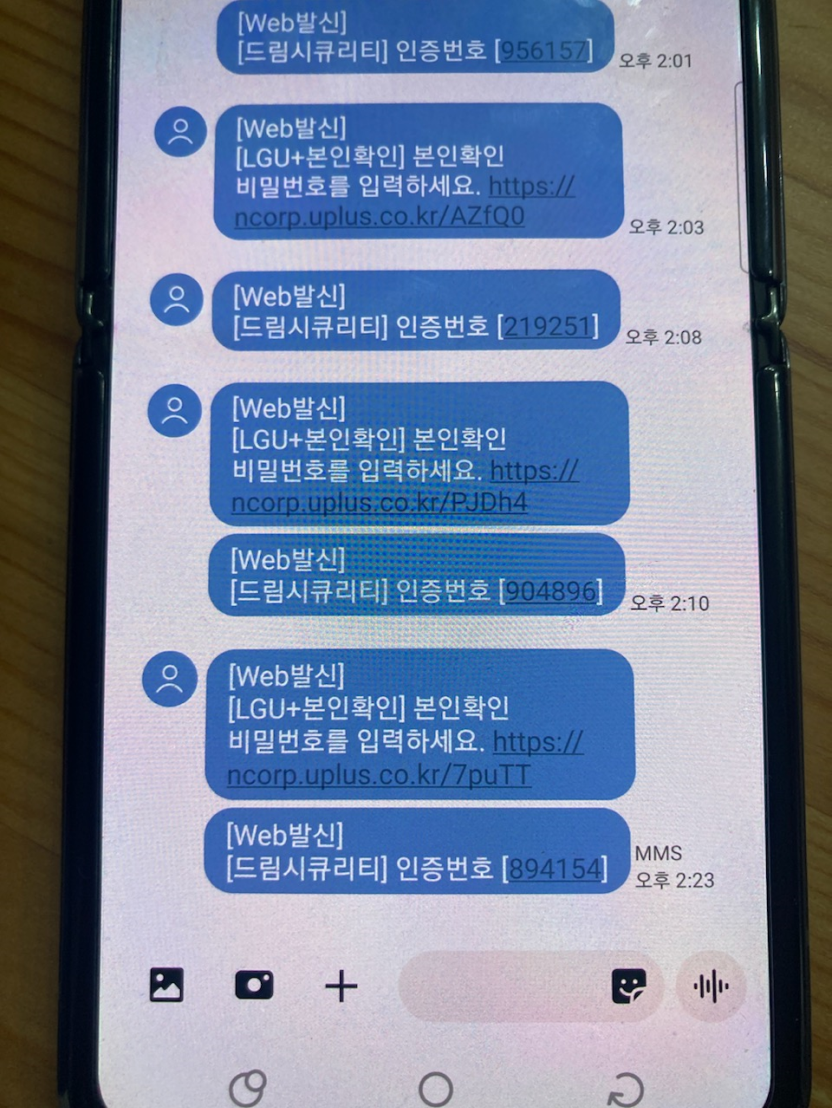 [Web발신]
[드림시큐리티] 인증번호 [956157]
오후 2:01
[Web발신]
[LGU+본인확인] 본인확인
비밀번호를 입력하세요. https://
ncorp.uplus.co.kr/AZfQ0
오후 2:03
[Web발신]
[드림시큐리티] 인증번호 [219251]
오후 2:08
[Web발신]
[LGU+본인확인] 본인확인
비밀번호를 입력하세요. https://
ncorp.uplus.co.kr/PJDh4
[Web발신]
[드림시큐리티] 인증번호 [904896]
오후 2:10
[Web발신]
[LGU+본인확인] 본인확인
비밀번호를 입력하세요. https://
ncorp.uplus.co.kr/7puTT
[Web발신]
[드림시큐리티] 인증번호 [894154]
MMS
오후 2:23